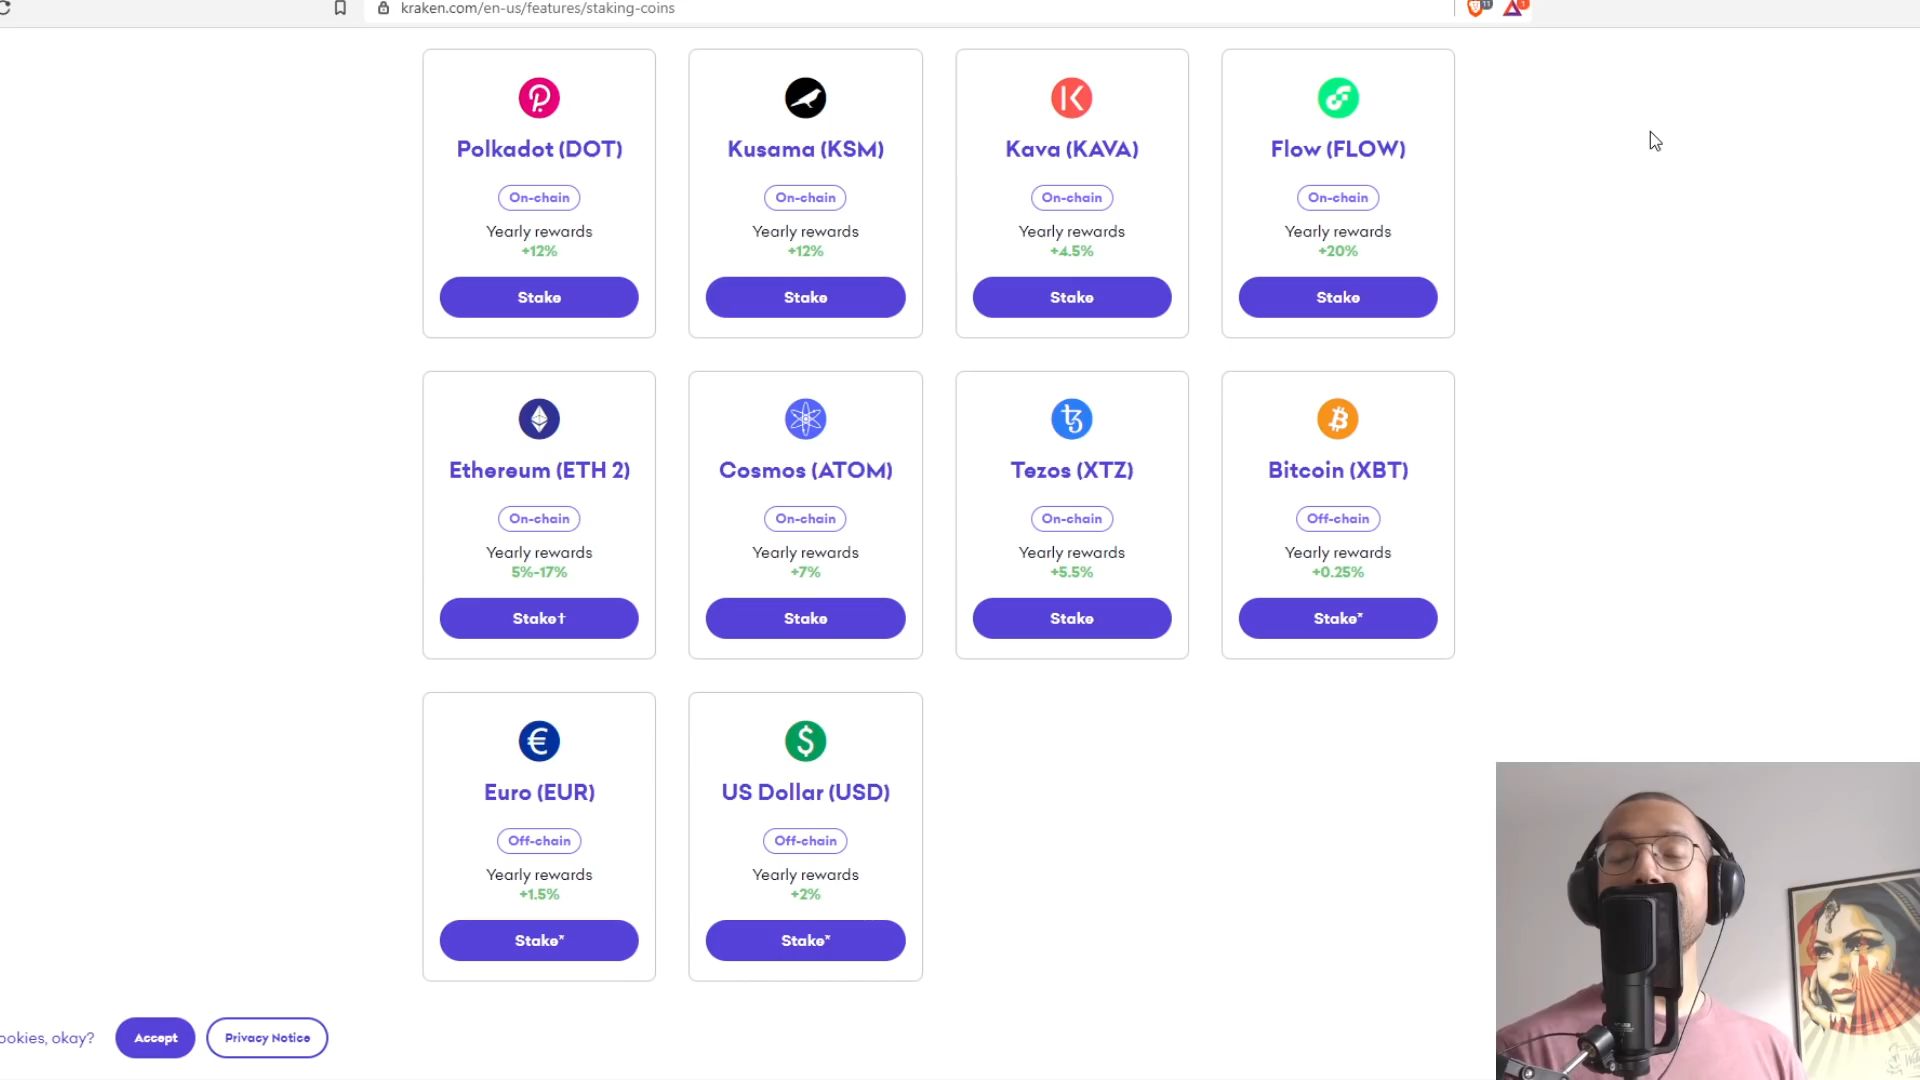 kraken.com/en-us/features/staking-coins
11
1
Polkadot (DOT)
Kusama (KSM)
Kava (KAVA)
Flow (FLOW)
On-chain
On-chain
On-chain
On-chain
Yearly rewards
Yearly rewards
Yearly rewards
Yearly rewards
+12%
+12%
+4.5%
+20%
Stake
Stake
Stake
Stake
Ethereum (ETH 2)
Cosmos (ATOM)
Tezos (XTZ)
Bitcoin (XBT)
On-chain
On-chain
On-chain
Off-chain
Yearly rewards
Yearly rewards
Yearly rewards
Yearly rewards
5%-17%
+7%
+5.5%
+0.25%
Stake†
Stake
Stake
Stake*
Euro (EUR)
US Dollar (USD)
Off-chain
Off-chain
Yearly rewards
Yearly rewards
+1.5%
+2%
Stake*
Stake*
ookies, okay?
Accept
Privacy Notice